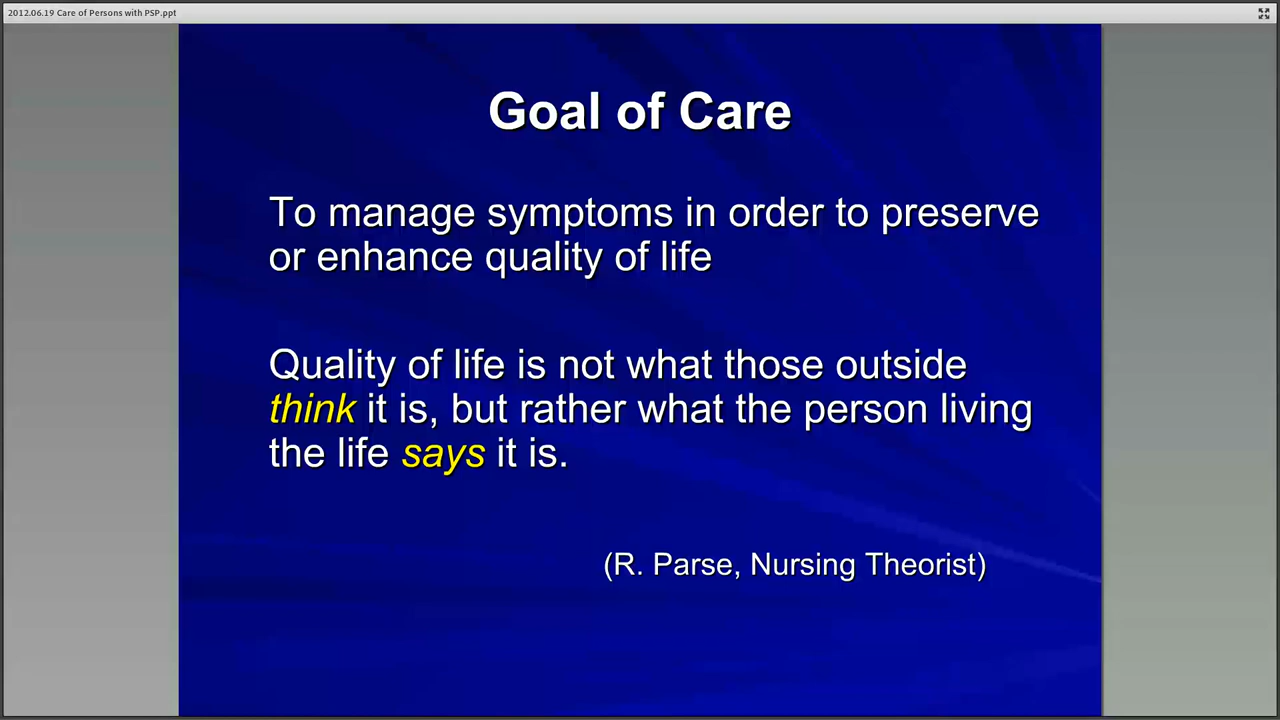 2012.06.19 Care of Persons with PSP.ppt
Goal of Care
To manage symptoms in order to preserve
or enhance quality of life
Quality of life is not what those outside
think it is, but rather what the person living
the life says it is.
(R. Parse, Nursing Theorist)